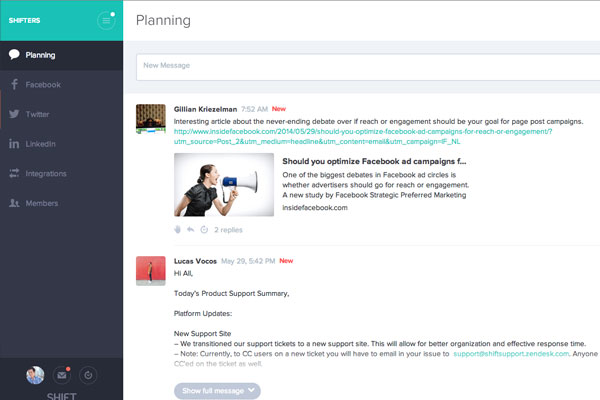 SHIFTERS
Planning
Facebook
Twitter
LinkedIn
Integrations
Members
SHIFT
Planning
New Message
Gillian Kriezelman 7:52 AM New
Interesting article about the never-ending debate over if reach or engagement should be your goal for page post campaigns.
http://www.insidefacebook.com/2014/05/29/should-you-optimize-facebook-ad-campaigns-for-reach-or-engagement/?
utm_source=Post_2&utm_medium=headline&utm_content=email&utm_campaign=IF_NL
Should you optimize Facebook ad campaigns f...
One of the biggest debates in Facebook ad circles is
whether advertisers should go for reach or engagement.
A new study by Facebook Strategic Preferred Marketing
insidefacebook.com
2 replies
Lucas Vocos May 29, 5:42 PM New
Hi All,
Today's Product Support Summary,
Platform Updates:
New Support Site
– We transitioned our support tickets to a new support site. This will allow for better organization and effective response time.
– Note: Currently, to CC users on a new ticket you will have to email in your issue to support@shiftsupport.zendesk.com. Anyone
CC'ed on the ticket as well.
Show full message